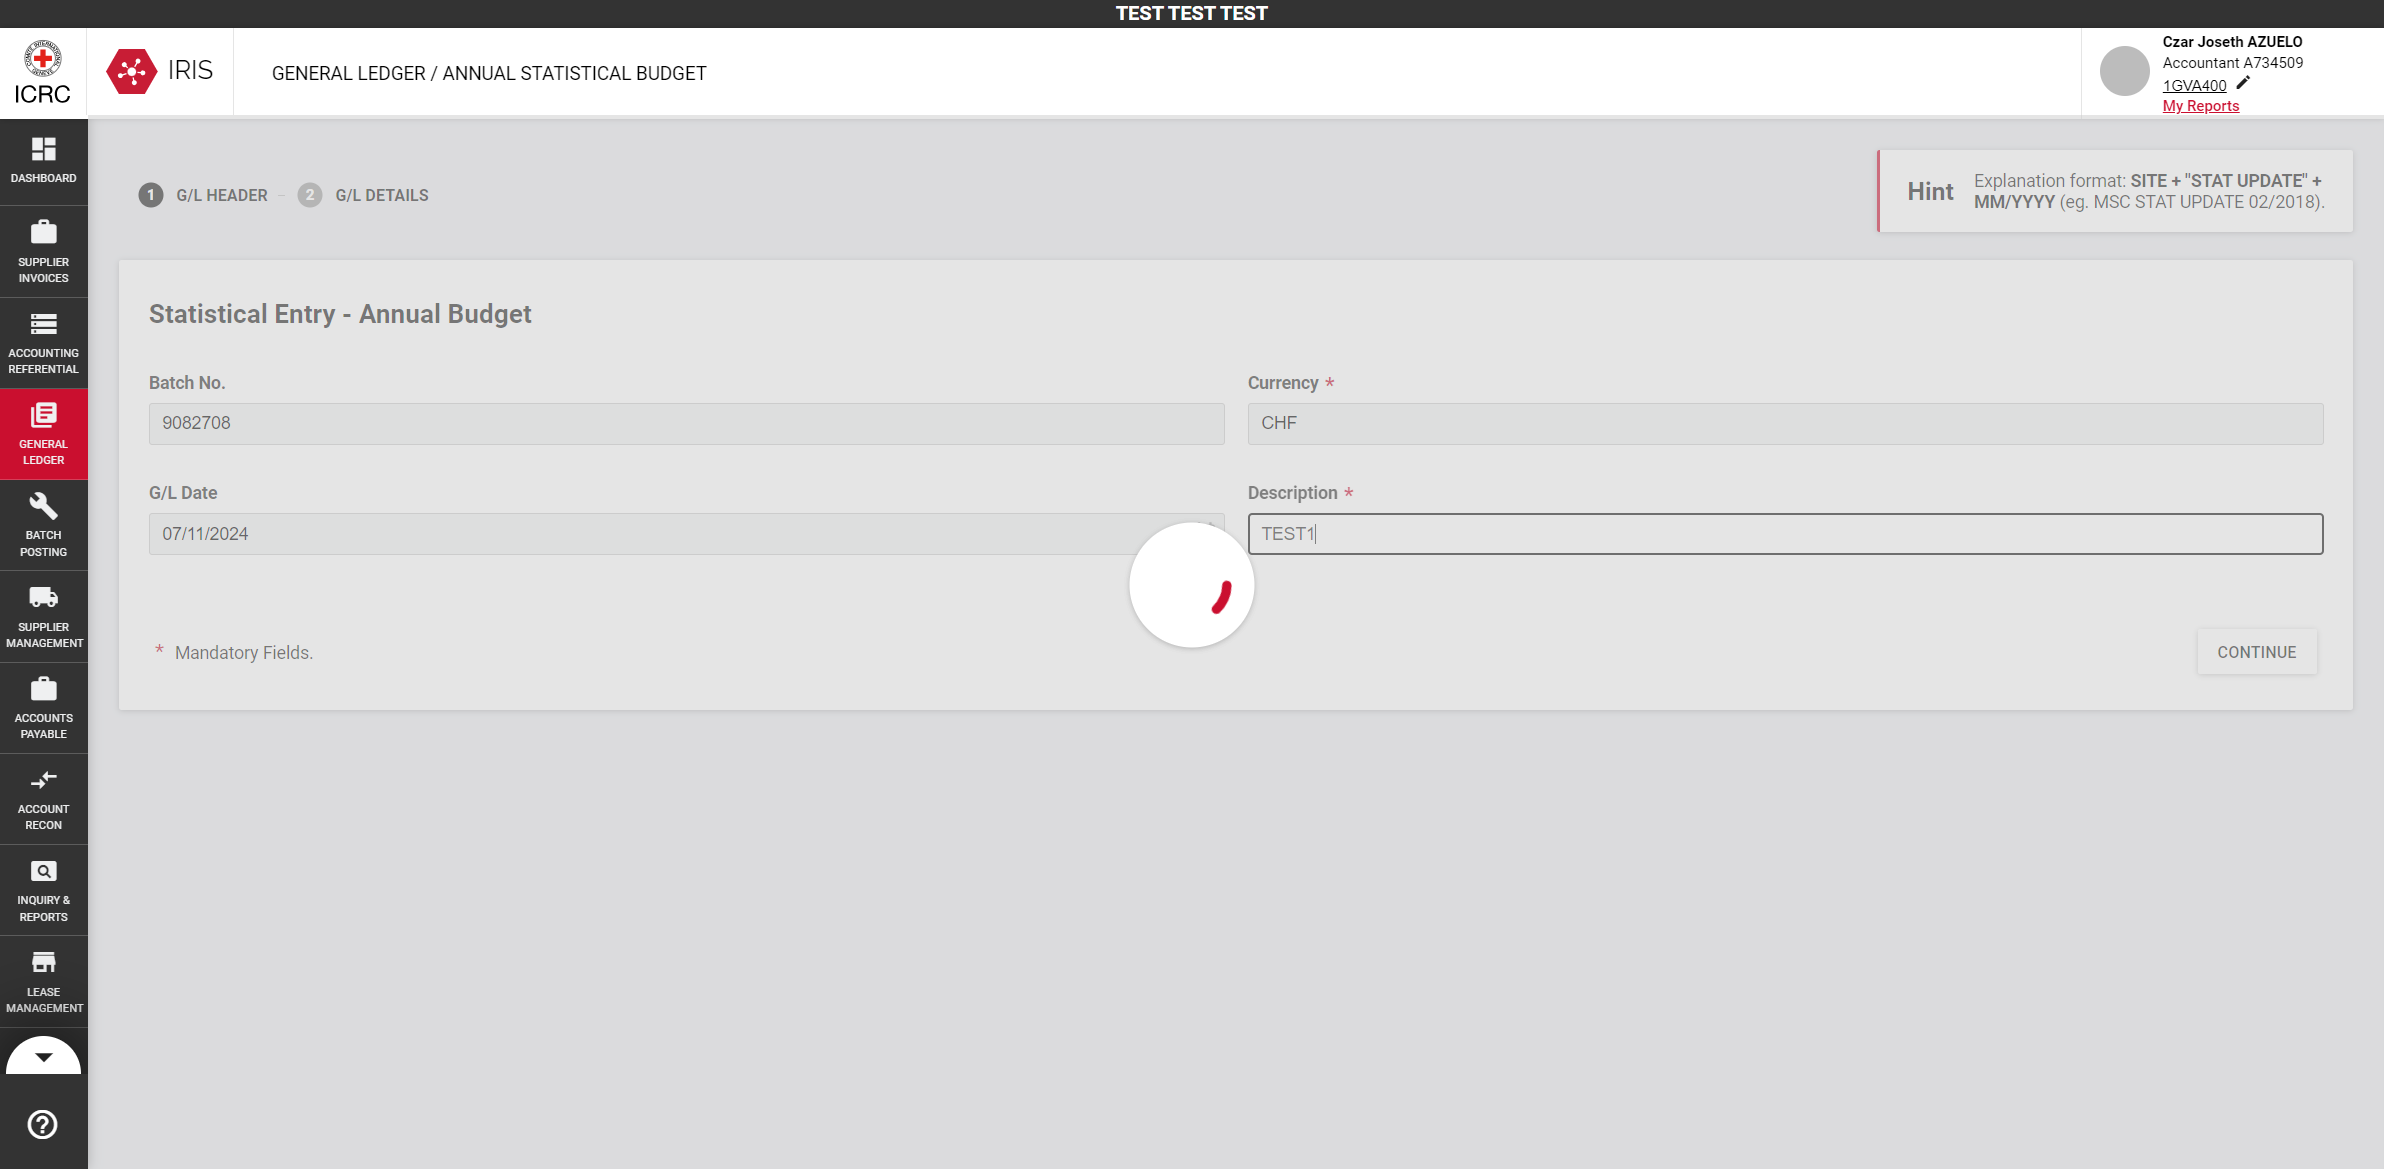 TEST TEST TEST
ICRC
IRIS
GENERAL LEDGER / ANNUAL STATISTICAL BUDGET
Czar Joseth AZUELO
Accountant A734509
1GVA400
My Reports
DASHBOARD
SUPPLIER
INVOICES
ACCOUNTING
REFERENTIAL
GENERAL
LEDGER
BATCH
POSTING
SUPPLIER
MANAGEMENT
ACCOUNTS
PAYABLE
ACCOUNT
RECON
INQUIRY &
REPORTS
LEASE
MANAGEMENT
1 G/L HEADER – 2 G/L DETAILS
Hint
Explanation format: SITE + "STAT UPDATE" +
MM/YYYY (eg. MSC STAT UPDATE 02/2018).
Statistical Entry - Annual Budget
Batch No.
9082708
Currency *
CHF
G/L Date
07/11/2024
Description *
TEST1
* Mandatory Fields.
CONTINUE